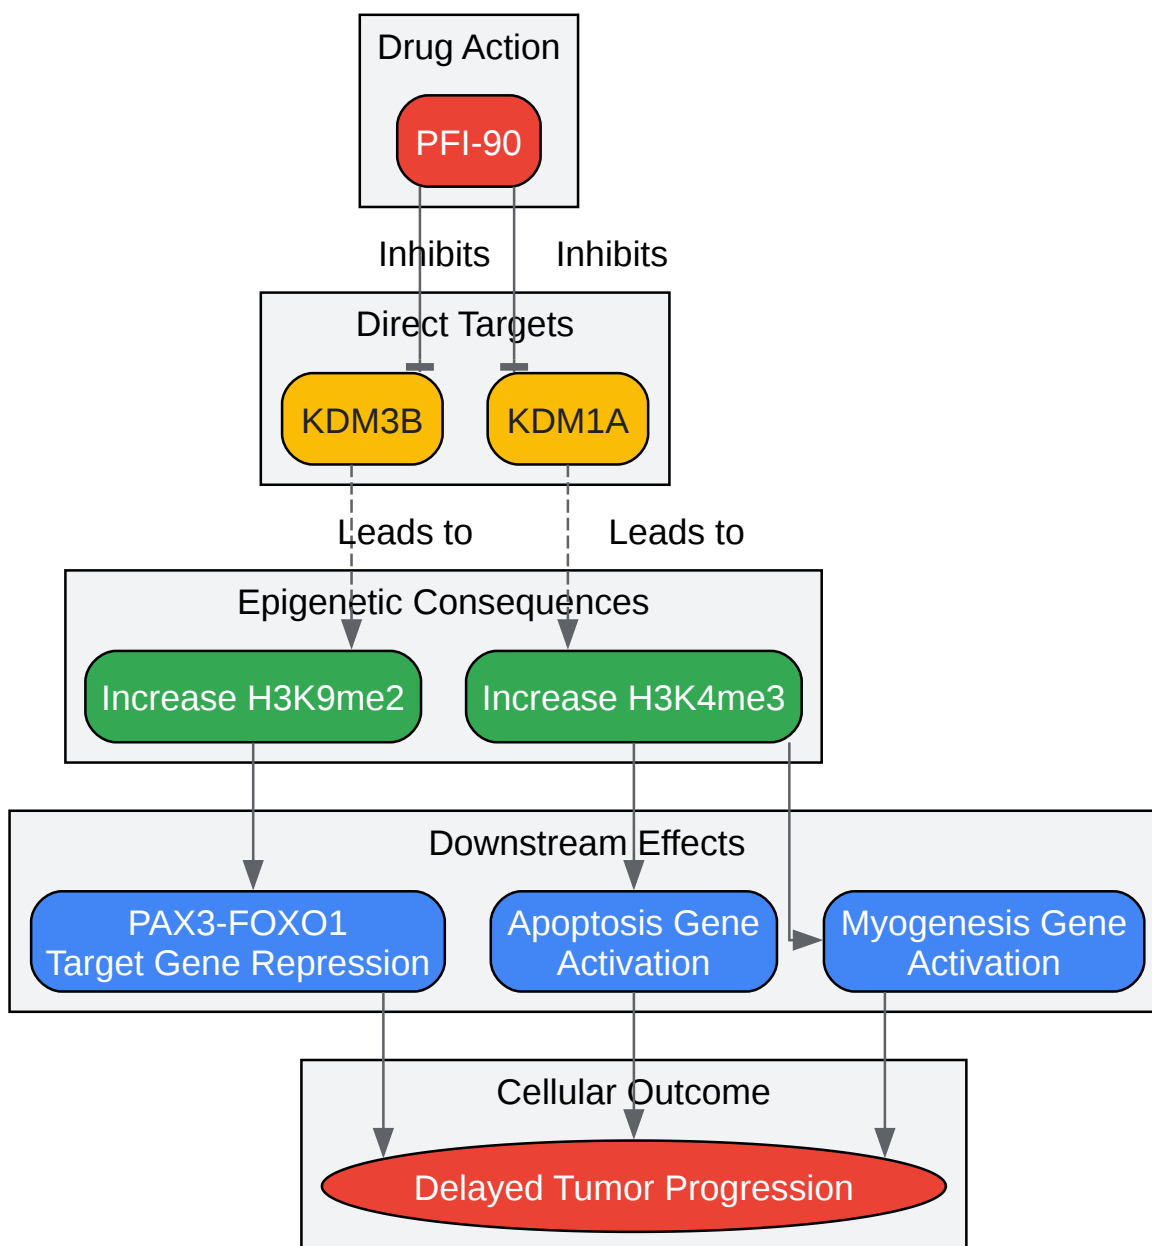 Drug Action
PFI-90
Inhibits
Inhibits
Direct Targets
KDM3B
KDM1A
Leads to
Leads to
Epigenetic Consequences
Increase H3K9me2
Increase H3K4me3
Downstream Effects
PAX3-FOXO1
Target Gene Repression
Apoptosis Gene
Activation
Myogenesis Gene
Activation
Cellular Outcome
Delayed Tumor Progression